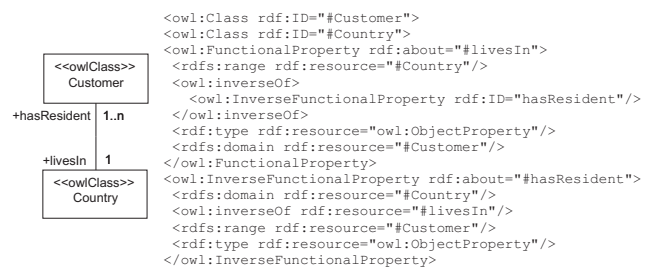 <<owlClass>>
Customer
+hasResident 1..n
+livesIn 1
<<owlClass>>
Country
<owl:Class rdf:ID="#Customer">
<owl:Class rdf:ID="#Country">
<owl:FunctionalProperty rdf:about="#livesIn">
<rdfs:range rdf:resource="#Country"/>
<owl:inverseOf>
<owl:InverseFunctionalProperty rdf:ID="hasResident"/>
</owl:inverseOf>
<rdf:type rdf:resource="owl:ObjectProperty"/>
<rdfs:domain rdf:resource="#Customer"/>
</owl:FunctionalProperty>
<owl:InverseFunctionalProperty rdf:about="#hasResident">
<rdfs:domain rdf:resource="#Country"/>
<owl:inverseOf rdf:resource="#livesIn"/>
<rdfs:range rdf:resource="#Customer"/>
<rdf:type rdf:resource="owl:ObjectProperty"/>
</owl:InverseFunctionalProperty>